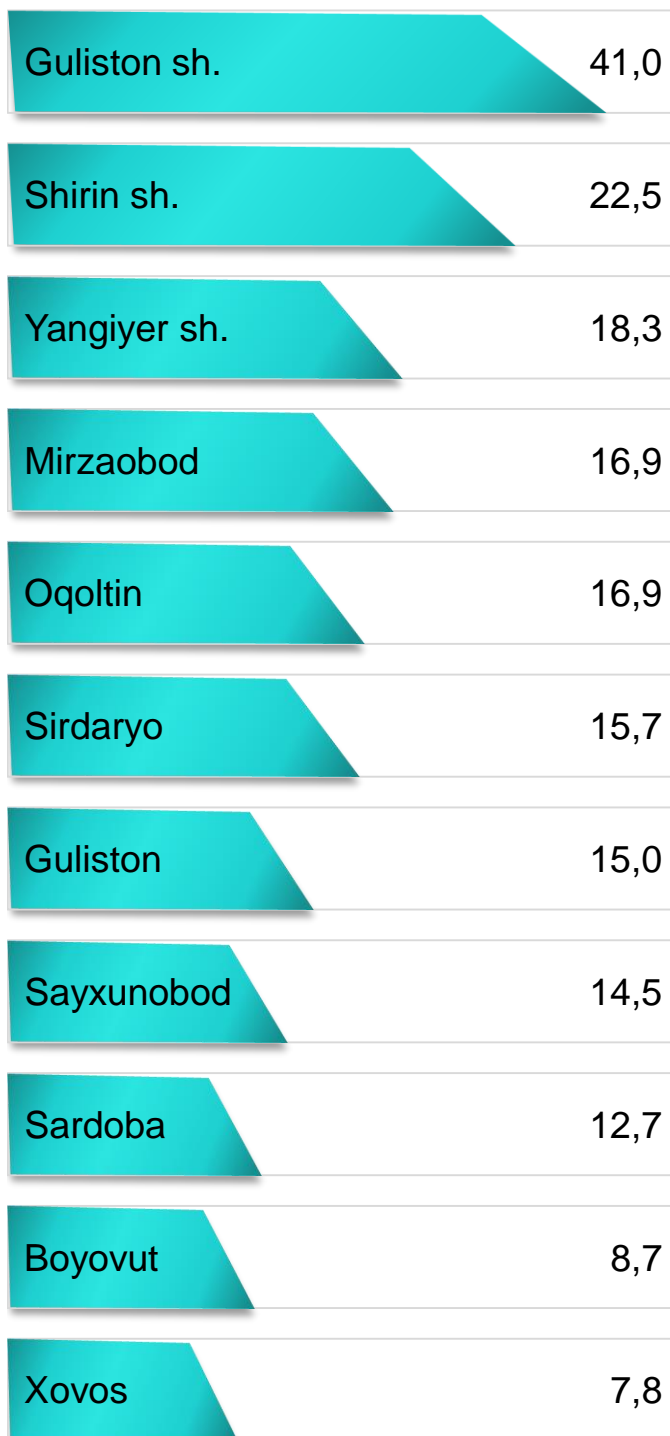 Guliston sh. 41,0
Shirin sh. 22,5
Yangiyer sh. 18,3
Mirzaobod 16,9
Oqoltin 16,9
Sirdaryo 15,7
Guliston 15,0
Sayxunobod 14,5
Sardoba 12,7
Boyovut 8,7
Xovos 7,8